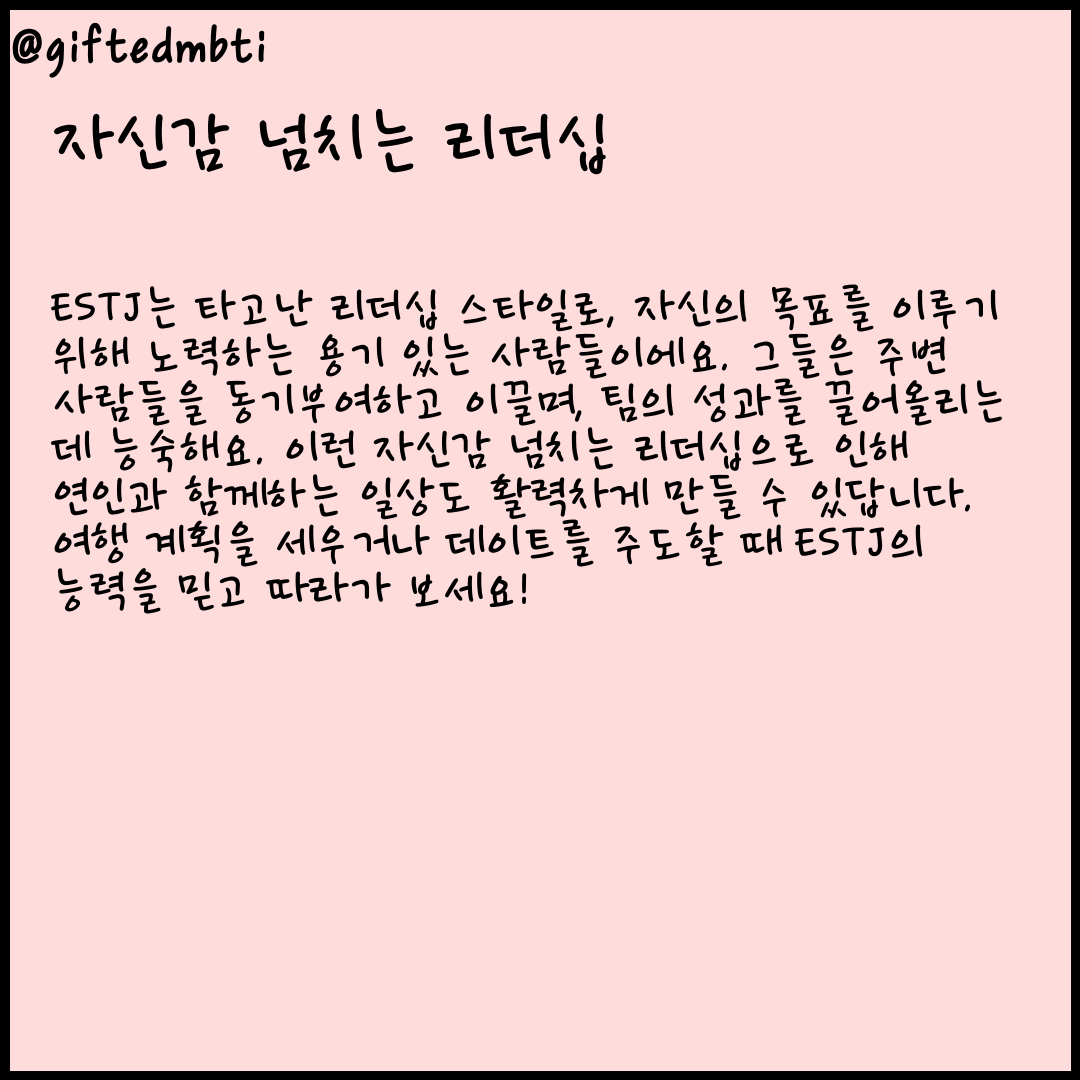 @giftedmbti
자신감 넘치는 리더십
ESTJ는 타고난 리더십 스타일로, 자신의 목표를 이루기
위해 노력하는 용기 있는 사람들이에요. 그들은 주변
사람들을 동기부여하고 이끌며, 팀의 성과를 끌어올리는
데 능숙해요. 이런 자신감 넘치는 리더십으로 인해
연인과 함께하는 일상도 활력차게 만들 수 있답니다.
여행 계획을 세우거나 데이트를 주도할 때 ESTJ의
능력을 믿고 따라가 보세요!